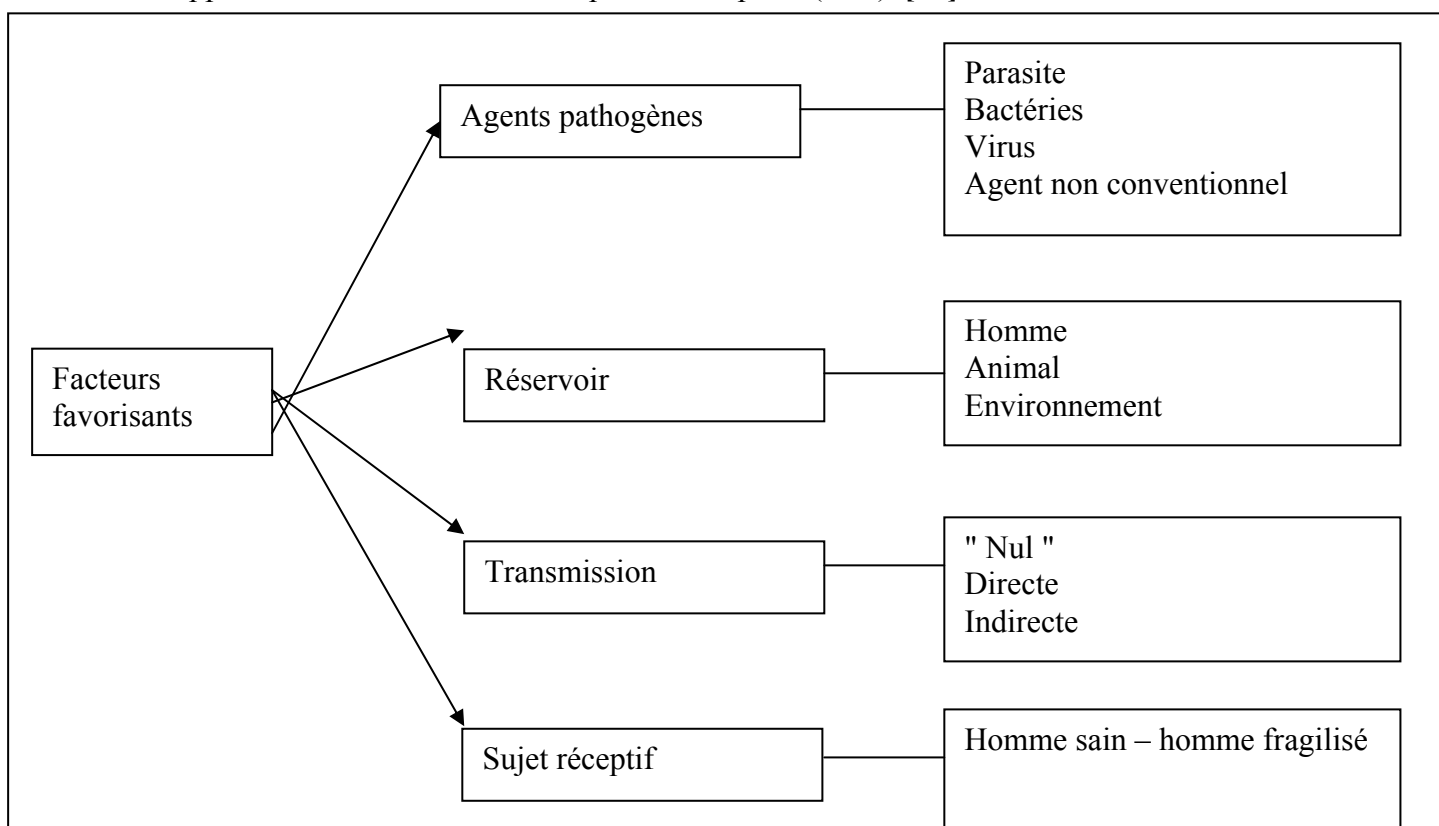 Agents pathogènes
Parasite
Bactéries
Virus
Agent non conventionnel
Facteurs
favorisants
Réservoir
Homme
Animal
Environnement
Transmission
" Nul "
Directe
Indirecte
Sujet réceptif
Homme sain – homme fragilisé